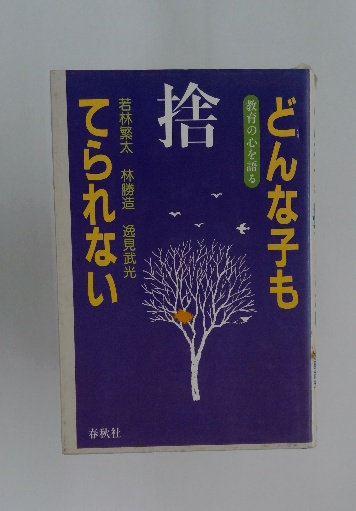 どんな子も
教育の心を語る
捨
てられない
若林繁太 林勝造 逸見武光
春秋社